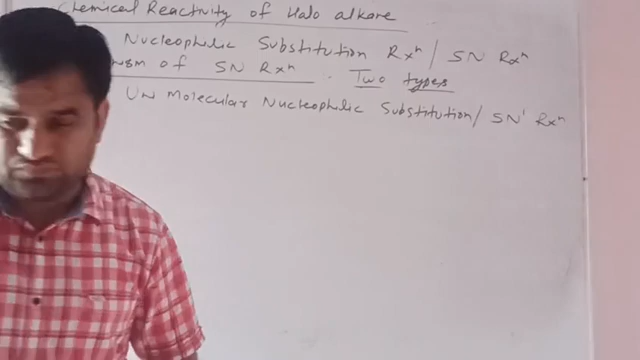 Chemical Reactivity of Halo alkane
Nucleophilic Substitution Rxⁿ / SN Rxⁿ
of SN Rxⁿ . Two types
Uni Molecular Nucleophilic Substitution / SN¹ Rxⁿ